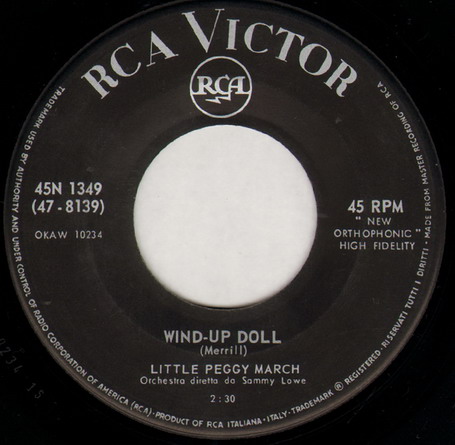 RCA VICTOR
RCA
45N 1349
(47-8139)
OKAW 10234
45 RPM
" NEW
ORTHOPHONIC "
HIGH FIDELITY
WIND-UP DOLL
(Merrill)
LITTLE PEGGY MARCH
Orchestra diretta da Sammy Lowe
2:30
TRADEMARK USED BY AUTHORITY AND UNDER CONTROL OF RADIO CORPORATION OF AMERICA (RCA) - PRODUCT OF RCA ITALIANA - ITALY - TRADEMARK ® REGISTERED - RISERVATI TUTTI I DIRITTI - MADE FROM MASTER RECORDING OF RCA